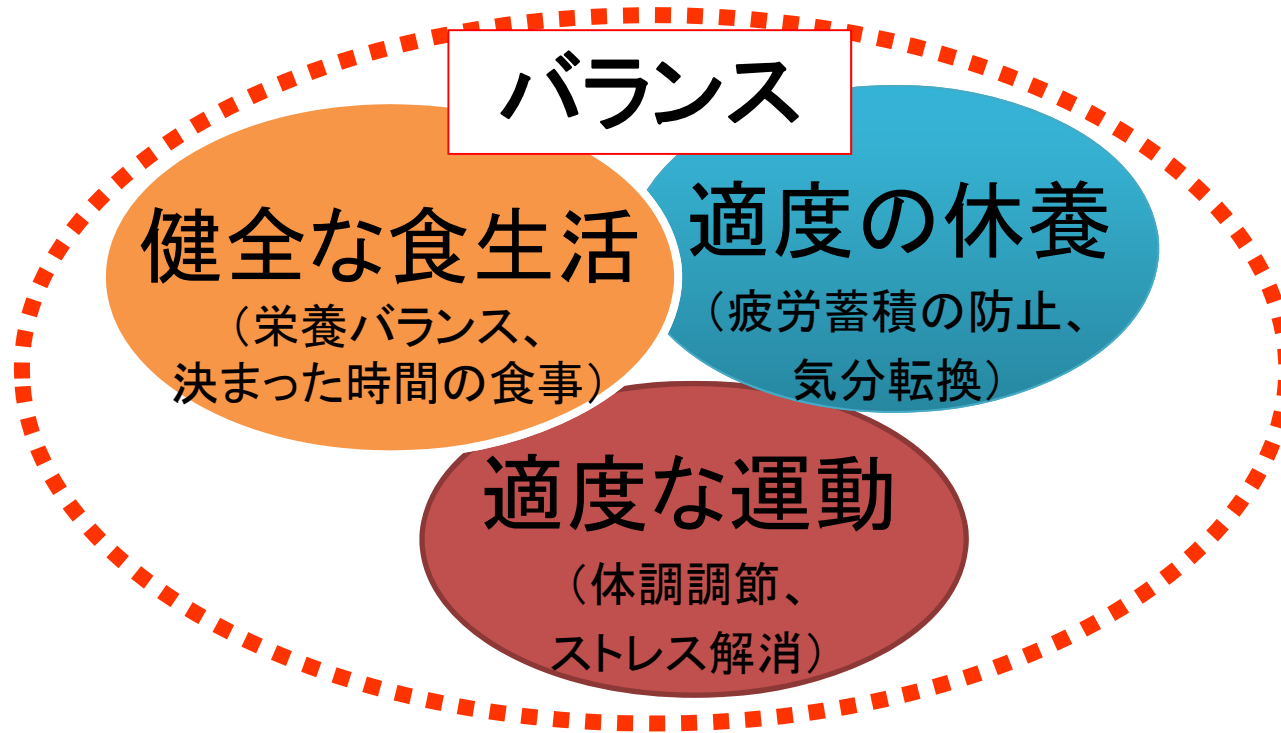 バランス
健全な食生活
（栄養バランス、
決まった時間の食事）
適度の休養
（疲労蓄積の防止、
気分転換）
適度な運動
（体調調節、
ストレス解消）